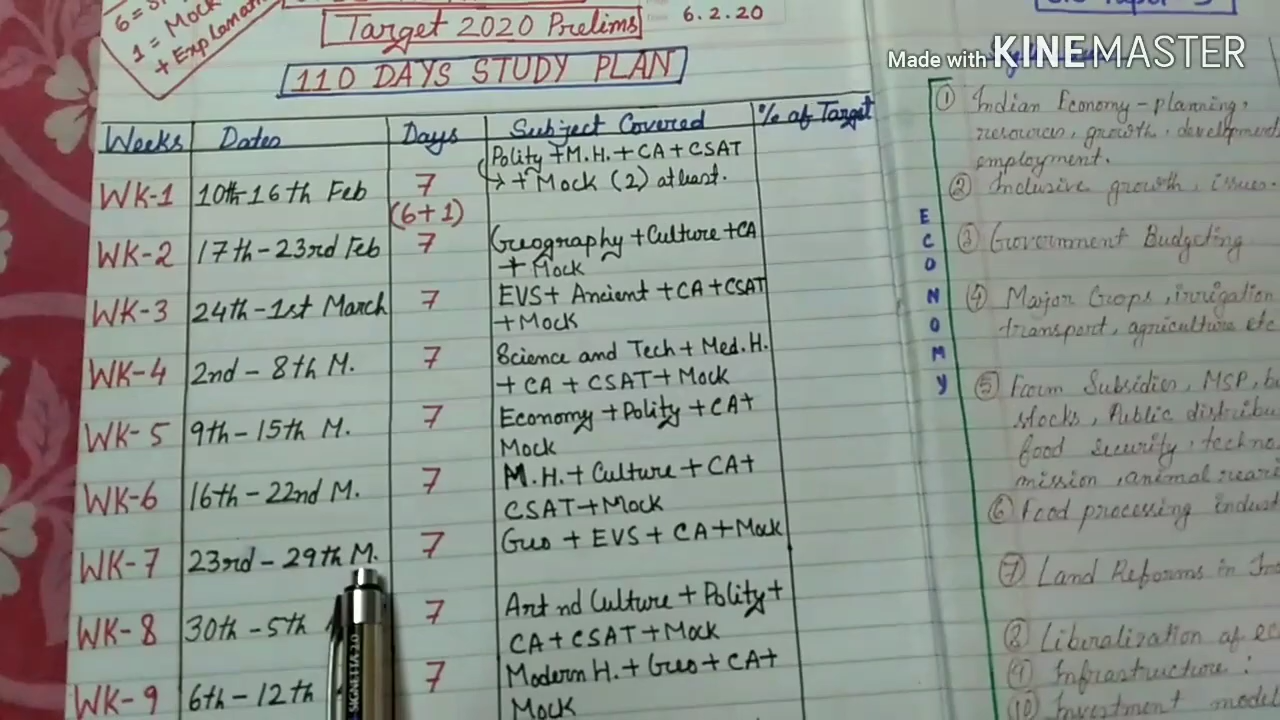 6 =
1 = Mock
+ Explanation
Target 2020 Prelims
6.2.20
110 DAYS STUDY PLAN
Made with KINEMASTER
Weeks Dates Days Subject Covered % of Target
WK-1 10th-16th Feb 7 (6+1) Polity + M.H. + CA + CSAT
→ + Mock (2) atleast.
WK-2 17th-23rd Feb 7 Greography + Culture + CA
+ Mock
WK-3 24th-1st March 7 EVS + Ancient + CA + CSAT
+ Mock
WK-4 2nd-8th M. 7 Science and Tech + Med. H.
+ CA + CSAT + Mock
WK-5 9th-15th M. 7 Economy + Polity + CA +
Mock
WK-6 16th-22nd M. 7 M.H. + Culture + CA +
CSAT + Mock
WK-7 23rd-29th M. 7 Geo + EVS + CA + Mock
WK-8 30th-5th 7 Art nd Culture + Polity +
CA + CSAT + Mock
WK-9 6th-12th 7 Modern H. + Geo + CA +
Mock
SIGNETTA 2.0
ECONOMY
① Indian Economy - planning,
resources, growth, development
employment.
② Inclusive growth, issues.
③ Government Budgeting
④ Major Crops, irrigation
transport, agriculture etc
⑤ Farm Subsidies, MSP,
stocks, Public
food security, techno
mission, animal
⑥ Food processing
⑦ Land Reforms in
⑧ Liberalization of
⑨ Infrastructure:
⑩ Investment